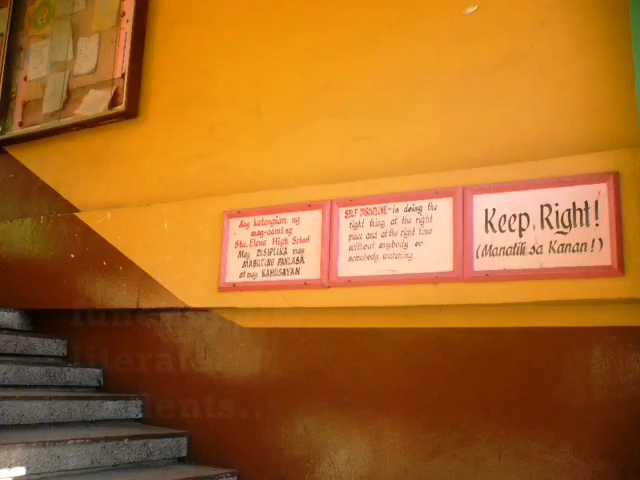 Ang katangian ng
mag-aaral ng
Sta. Elena High School
May DISIPLINA may
MABUTING PANLASA
at may KAHUSAYAN
SELF DISCIPLINE - is doing the
right thing at the right
place and at the right time
without anybody or
somebody watching.
Keep Right!
(Manatili sa Kanan!)
literate